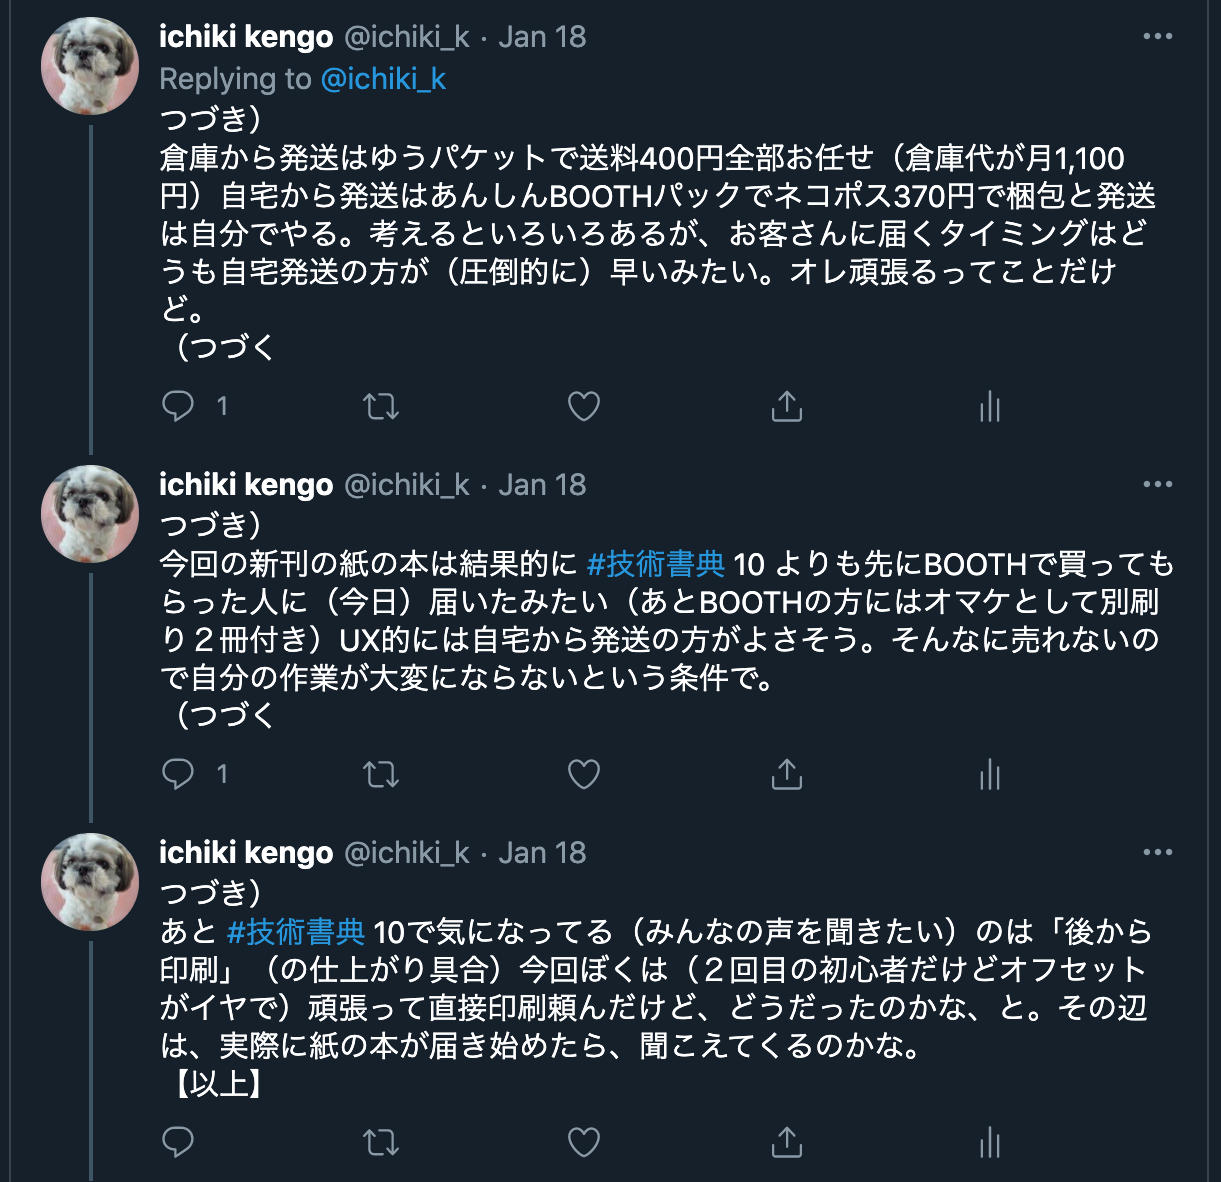 ichiki kengo @ichiki_k · Jan 18
Replying to @ichiki_k
つづき）
倉庫から発送はゆうパケットで送料400円全部お任せ（倉庫代が月1,100
円）自宅から発送はあんしんBOOTHパックでネコポス370円で梱包と発送
は自分でやる。考えるといろいろあるが、お客さんに届くタイミングはど
うも自宅発送の方が（圧倒的に）早いみたい。オレ頑張るってことだけ
ど。
（つづく
1
ichiki kengo @ichiki_k · Jan 18
つづき）
今回の新刊の紙の本は結果的に #技術書典 10 よりも先にBOOTHで買っても
らった人に（今日）届いたみたい（あとBOOTHの方にはオマケとして別刷
り２冊付き）UX的には自宅から発送の方がよさそう。そんなに売れないの
で自分の作業が大変にならないという条件で。
（つづく
1
ichiki kengo @ichiki_k · Jan 18
つづき）
あと #技術書典 10で気になってる（みんなの声を聞きたい）のは「後から
印刷」（の仕上がり具合）今回ぼくは（２回目の初心者だけどオフセット
がイヤで）頑張って直接印刷頼んだけど、どうだったのかな、と。その辺
は、実際に紙の本が届き始めたら、聞こえてくるのかな。
【以上】